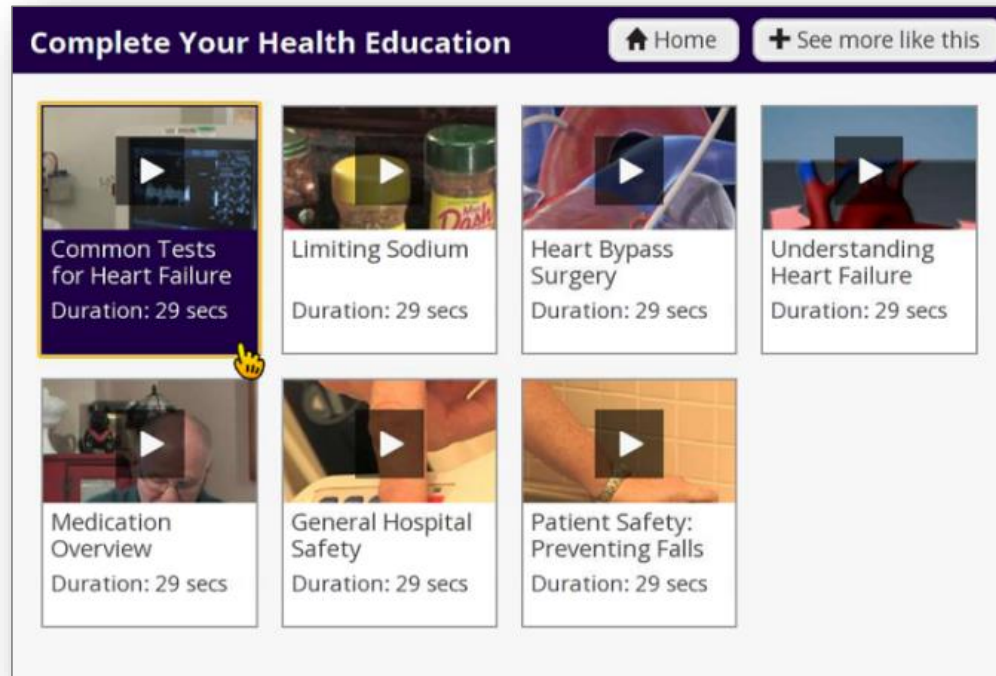 Complete Your Health Education
Home
See more like this
Common Tests
for Heart Failure
Duration: 29 secs
Limiting Sodium
Duration: 29 secs
Heart Bypass
Surgery
Duration: 29 secs
Understanding
Heart Failure
Duration: 29 secs
Dash
Medication
Overview
Duration: 29 secs
General Hospital
Safety
Duration: 29 secs
Patient Safety:
Preventing Falls
Duration: 29 secs